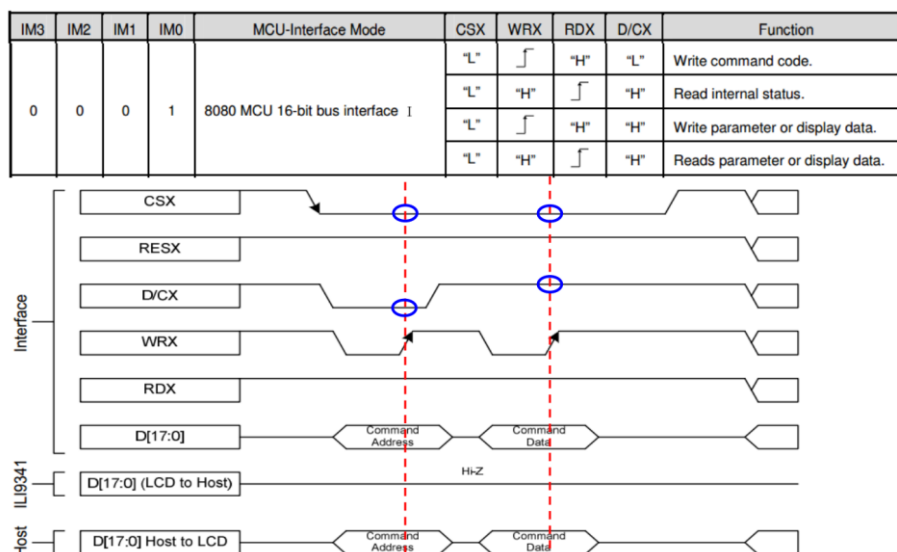 IM3 IM2 IM1 IM0 MCU-Interface Mode CSX WRX RDX D/CX Function
0 0 0 1 8080 MCU 16-bit bus interface I
"L" "H" "L" Write command code.
"L" "H" "H" Read internal status.
"L" "H" "H" Write parameter or display data.
"L" "H" "H" Reads parameter or display data.
Interface
CSX
RESX
D/CX
WRX
RDX
D[17:0] Command Address Command Data
ILI9341
Hi-Z
D[17:0] (LCD to Host)
Host
D[17:0] Host to LCD Command Address Command Data